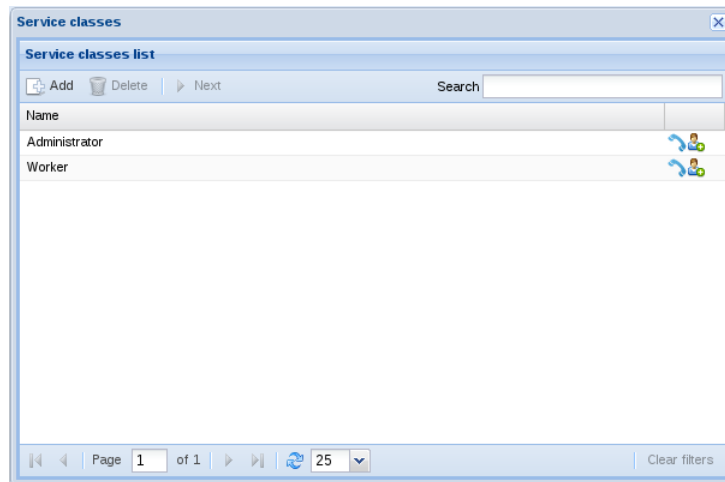 Service classes
Service classes list
Add Delete Next Search
Name
Administrator
Worker
Page 1 of 1 25 Clear filters